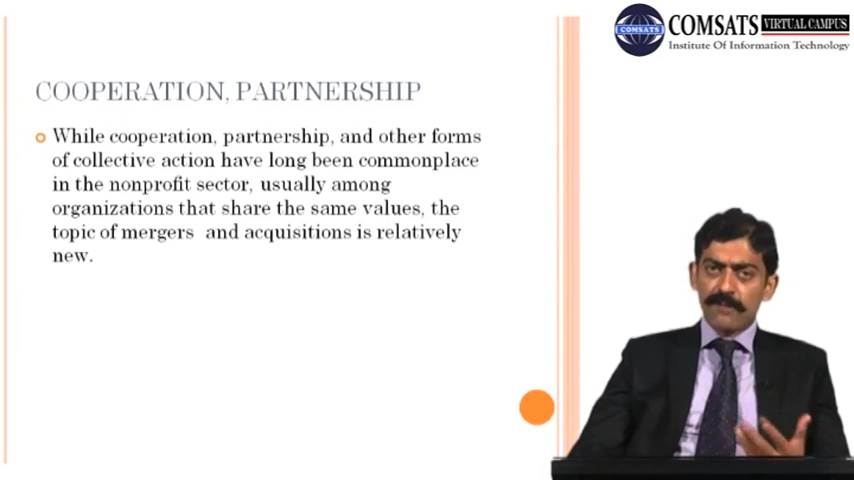 COMSATS VIRTUAL CAMPUS
COMSATS
Institute Of Information Technology
COOPERATION, PARTNERSHIP
While cooperation, partnership, and other forms
of collective action have long been commonplace
in the nonprofit sector, usually among
organizations that share the same values, the
topic of mergers and acquisitions is relatively
new.